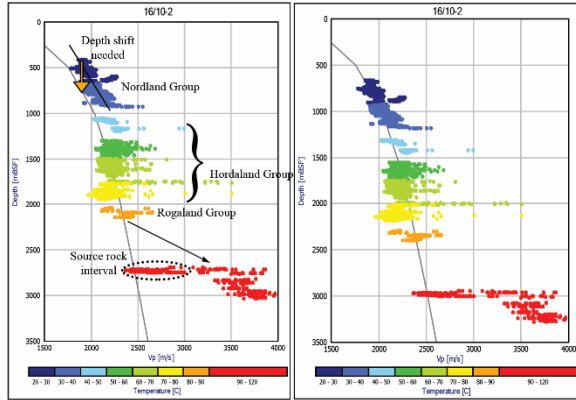 16/10-2
0
500
1000
1500
2000
2500
3000
3500
Depth [mBSF]
Depth shift
needed
Nordland Group
Hordaland Group
Rogaland Group
Source rock
interval
1500 2000 2500 3000 3500 4000
Vp [m/s]
20 - 30 30 - 40 40 - 50 50 - 60 60 - 70 70 - 80 80 - 90 90 - 120
Temperature [C]
16/10-2
0
500
1000
1500
2000
2500
3000
3500
Depth [mBSF]
1500 2000 2500 3000 3500 4000
Vp [m/s]
20 - 30 30 - 40 40 - 50 50 - 60 60 - 70 70 - 80 80 - 90 90 - 120
Temperature [C]